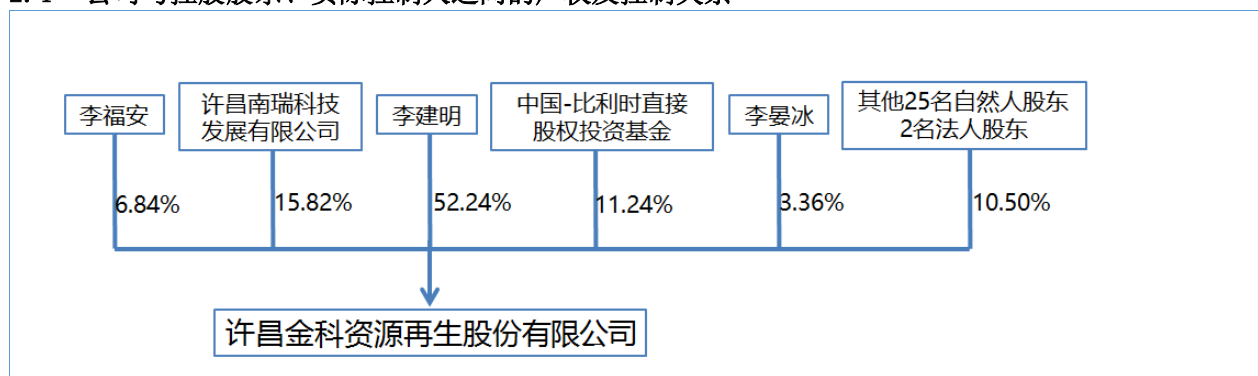 李福安
许昌南瑞科技
发展有限公司
李建明
中国-比利时直接
股权投资基金
李晏冰
其他25名自然人股东
2名法人股东
6.84%
15.82%
52.24%
11.24%
3.36%
10.50%
许昌金科资源再生股份有限公司